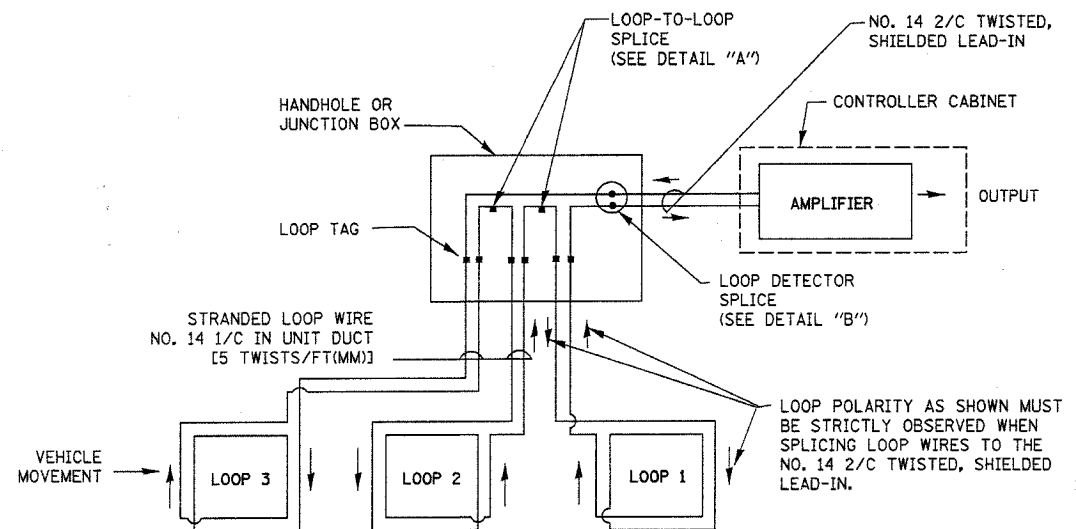 LOOP-TO-LOOP
SPLICE
(SEE DETAIL "A")
NO. 14 2/C TWISTED,
SHIELDED LEAD-IN
HANDHOLE OR
JUNCTION BOX
CONTROLLER CABINET
AMPLIFIER
OUTPUT
LOOP TAG
LOOP DETECTOR
SPLICE
(SEE DETAIL "B")
STRANDED LOOP WIRE
NO. 14 1/C IN UNIT DUCT
[5 TWISTS/FT(MM)]
LOOP POLARITY AS SHOWN MUST
BE STRICTLY OBSERVED WHEN
SPLICING LOOP WIRES TO THE
NO. 14 2/C TWISTED, SHIELDED
LEAD-IN.
VEHICLE
MOVEMENT
LOOP 3
LOOP 2
LOOP 1